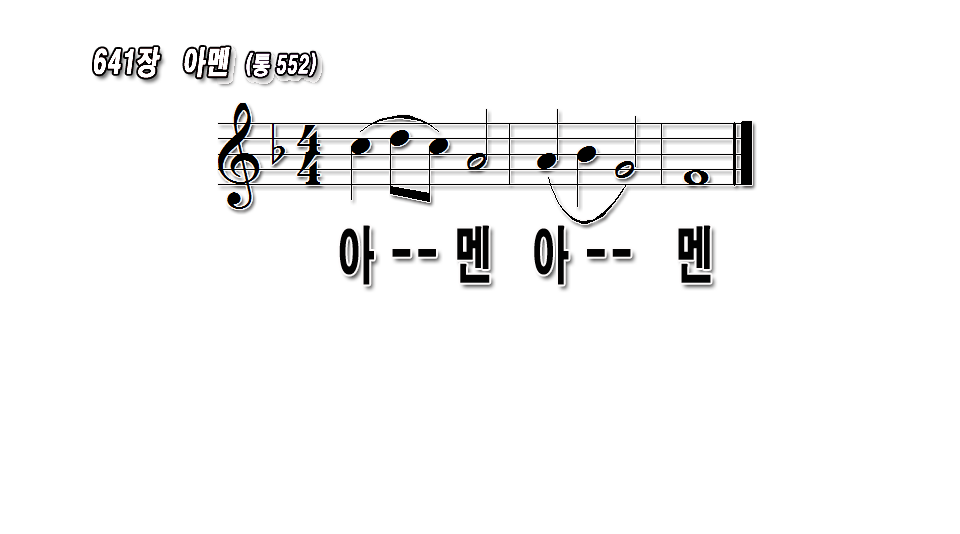 641장 아멘 (통 552)
아 -- 멘 아 -- 멘